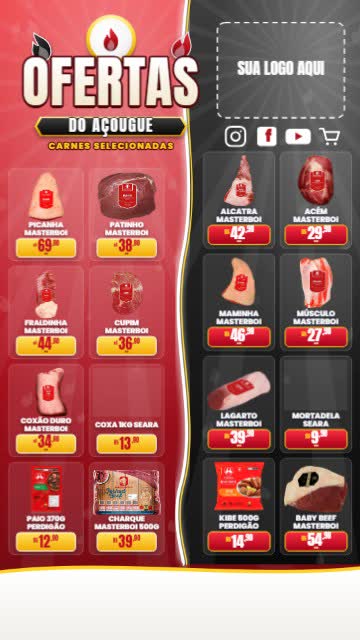 OFERTAS
DO AÇOUGUE
CARNES SELECIONADAS
SUA LOGO AQUI
PICANHA
MASTERBOI
R$69,90
PATINHO
MASTERBOI
R$38,90
FRALDINHA
MASTERBOI
R$44,90
CUPIM
MASTERBOI
R$36,90
COXÃO DURO
MASTERBOI
R$34,90
COXA 1KG SEARA
R$13,90
PAIO 370G
PERDIGÃO
R$12,90
CHARQUE
MASTERBOI 500G
R$39,90
ALCATRA
MASTERBOI
R$42,90
ACÉM
MASTERBOI
R$29,90
MAMINHA
MASTERBOI
R$46,90
MÚSCULO
MASTERBOI
R$27,90
LAGARTO
MASTERBOI
R$39,90
MORTADELA
SEARA
R$9,90
KIBE 500G
PERDIGÃO
R$14,90
BABY BEEF
MASTERBOI
R$54,90